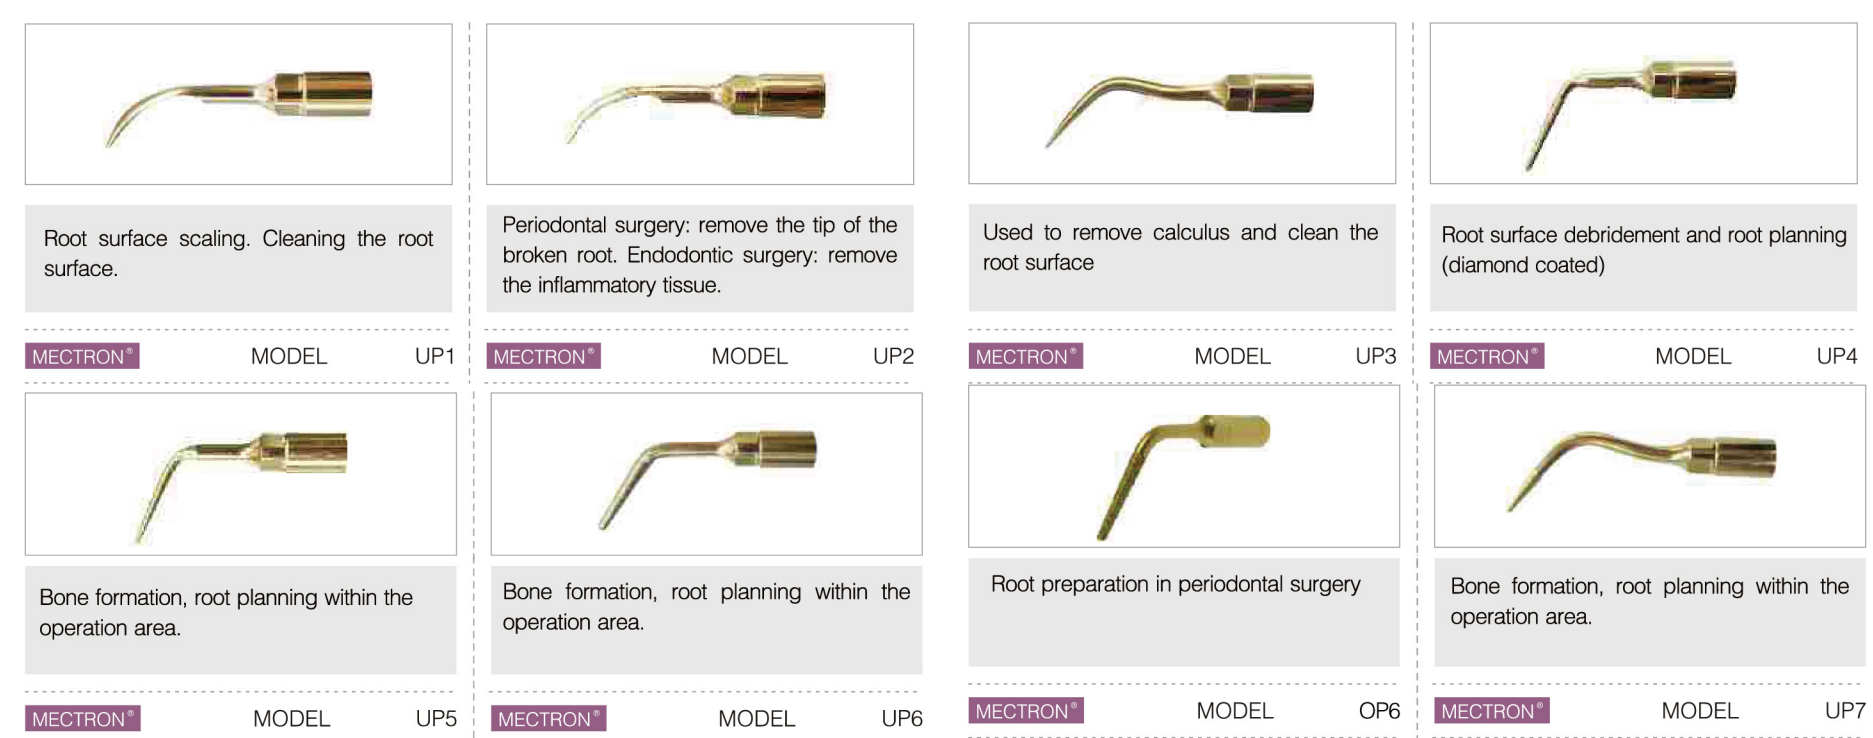 Root surface scaling. Cleaning the root
surface.
Periodontal surgery: remove the tip of the
broken root. Endodontic surgery: remove
the inflammatory tissue.
Used to remove calculus and clean the
root surface
Root surface debridement and root planning
(diamond coated)
MECTRON® MODEL UP1
MECTRON® MODEL UP2
MECTRON® MODEL UP3
MECTRON® MODEL UP4
Bone formation, root planning within the
operation area.
Bone formation, root planning within the
operation area.
Root preparation in periodontal surgery
Bone formation, root planning within the
operation area.
MECTRON® MODEL UP5
MECTRON® MODEL UP6
MECTRON® MODEL OP6
MECTRON® MODEL UP7